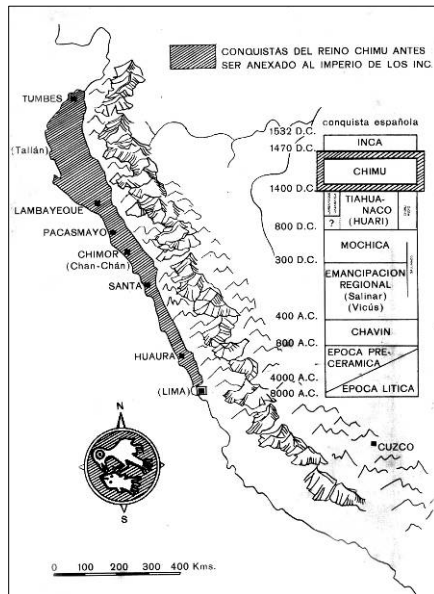 CONQUISTAS DEL REINO CHIMU ANTES
SER ANEXADO AL IMPERIO DE LOS INC.
TUMBES
(Tallán)
LAMBAYEQUE
PACASMAYO
CHIMOR
(Chan-Chán)
SANTA
HUAURA
(LIMA)
CUZCO
conquista española
1532 D.C.
INCA
1470 D.C.
CHIMU
1400 D.C.
TIAHUA-
NACO
(HUARI)
?
800 D.C.
MOCHICA
300 D.C.
EMANCIPACION
REGIONAL
(Salinar)
(Vicús)
400 A.C.
CHAVIN
800 A.C.
EPOCA PRE-
CERAMICA
4000 A.C.
EPOCA LITICA
8000 A.C.
N
S
0 100 200 300 400 Kms.